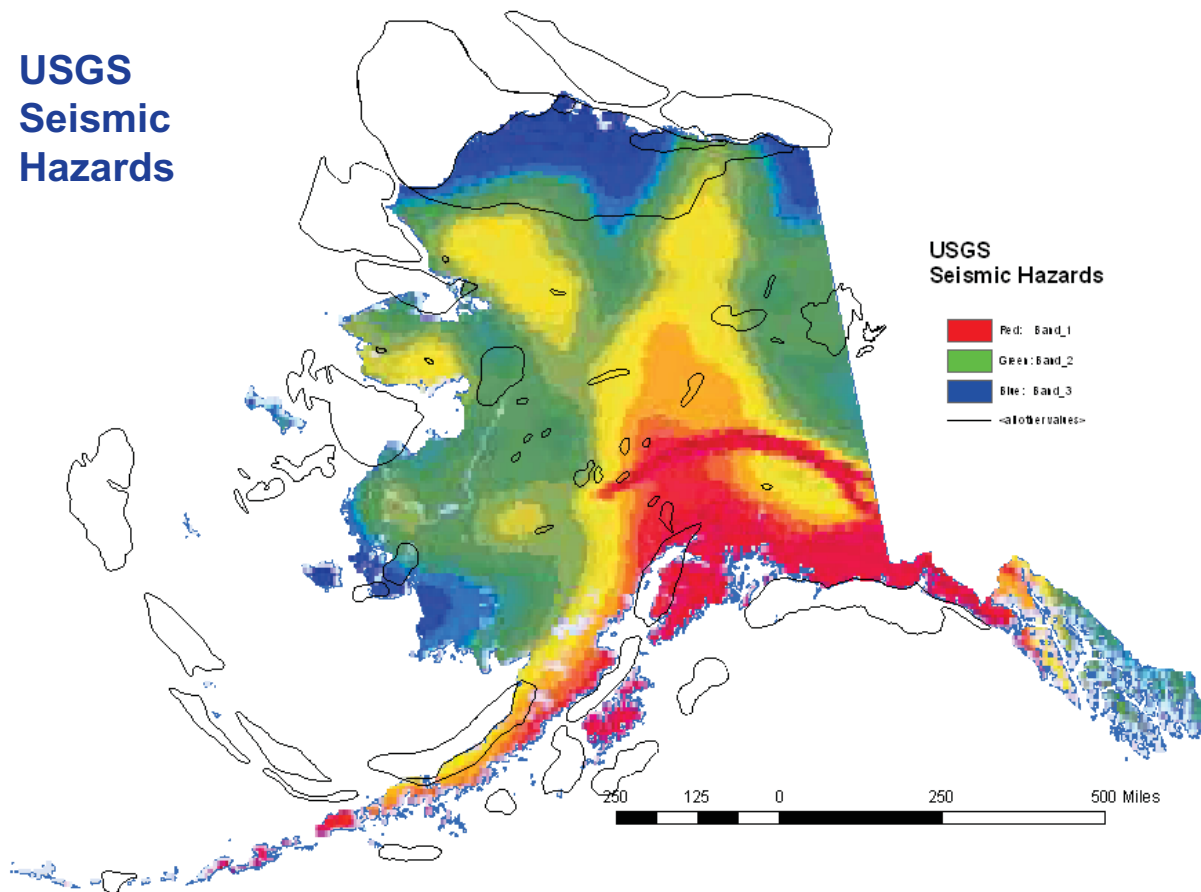 USGS
Seismic
Hazards
USGS
Seismic Hazards
Red: Band_1
Green: Band_2
Blue: Band_3
<all other values>
250 125 0 250 500 Miles